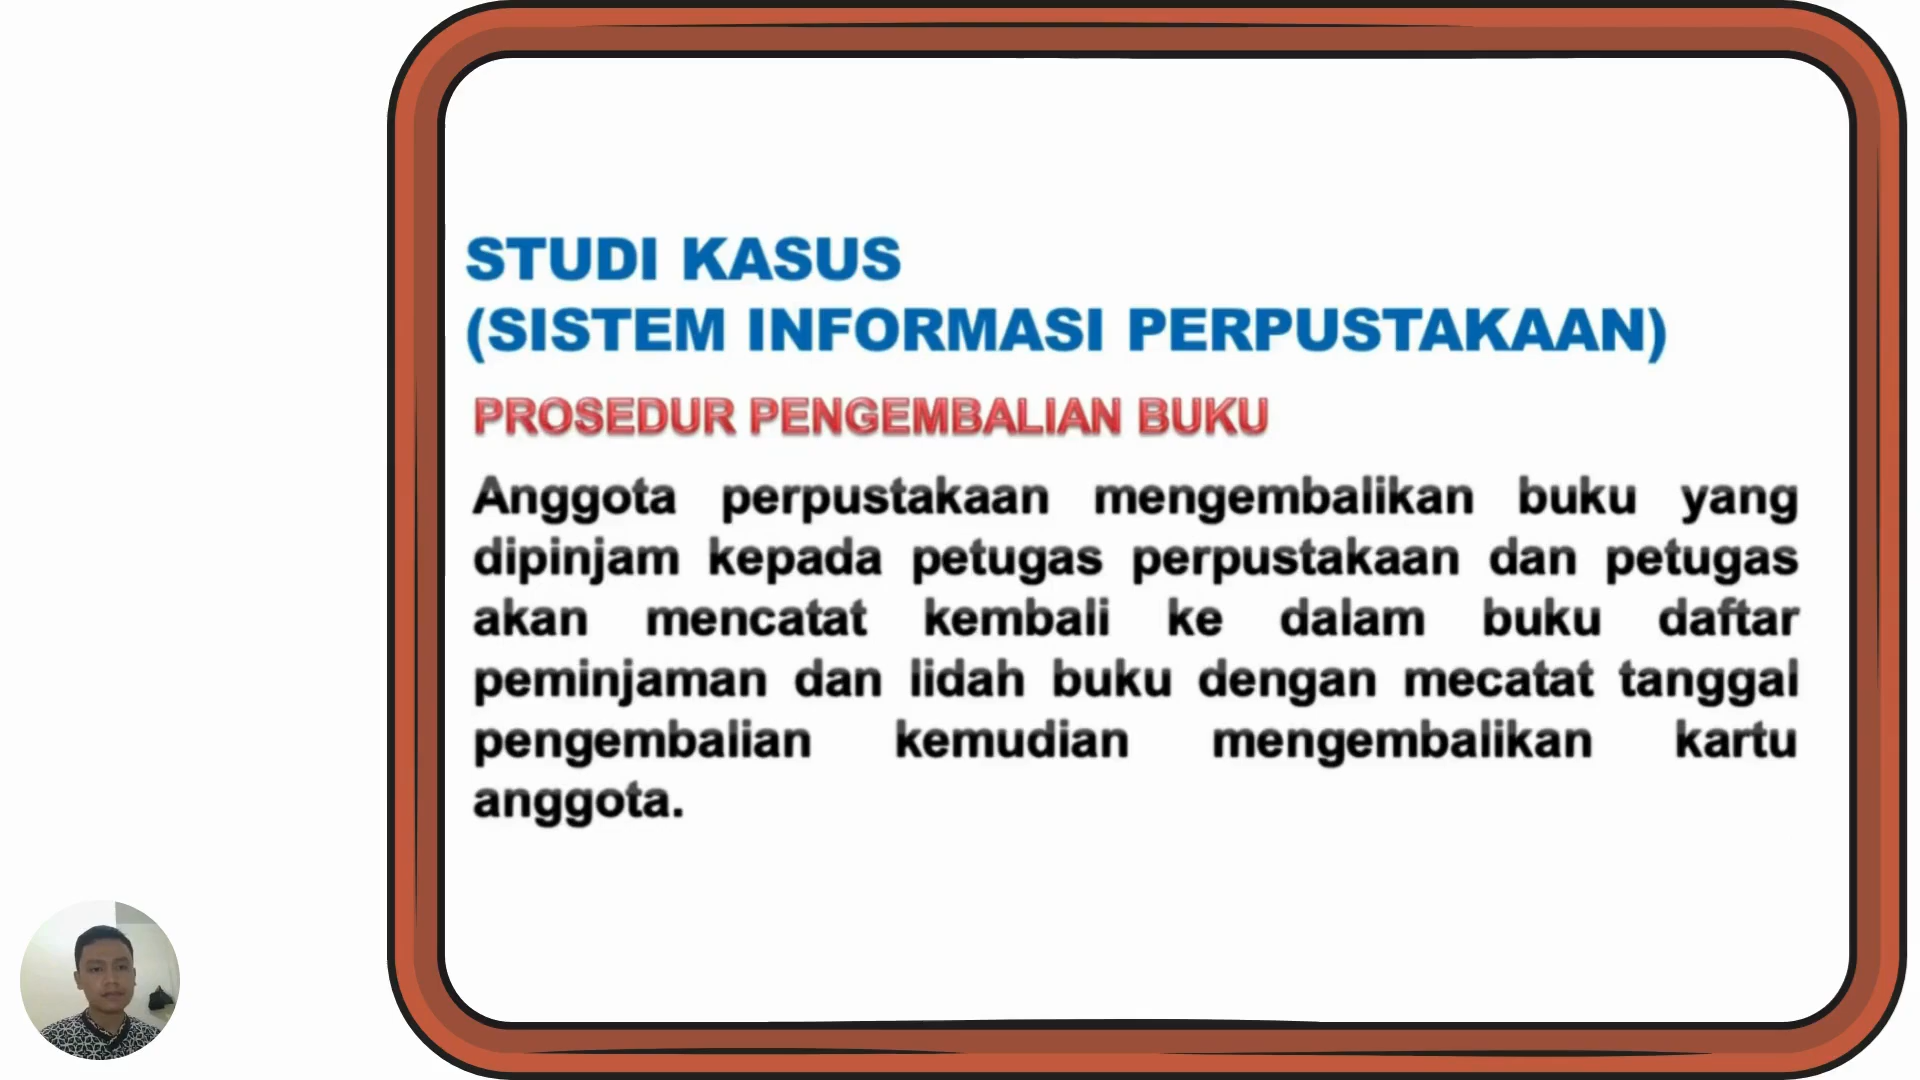 STUDI KASUS
(SISTEM INFORMASI PERPUSTAKAAN)
PROSEDUR PENGEMBALIAN BUKU
Anggota perpustakaan mengembalikan buku yang
dipinjam kepada petugas perpustakaan dan petugas
akan mencatat kembali ke dalam buku daftar
peminjaman dan lidah buku dengan mecatat tanggal
pengembalian kemudian mengembalikan kartu
anggota.